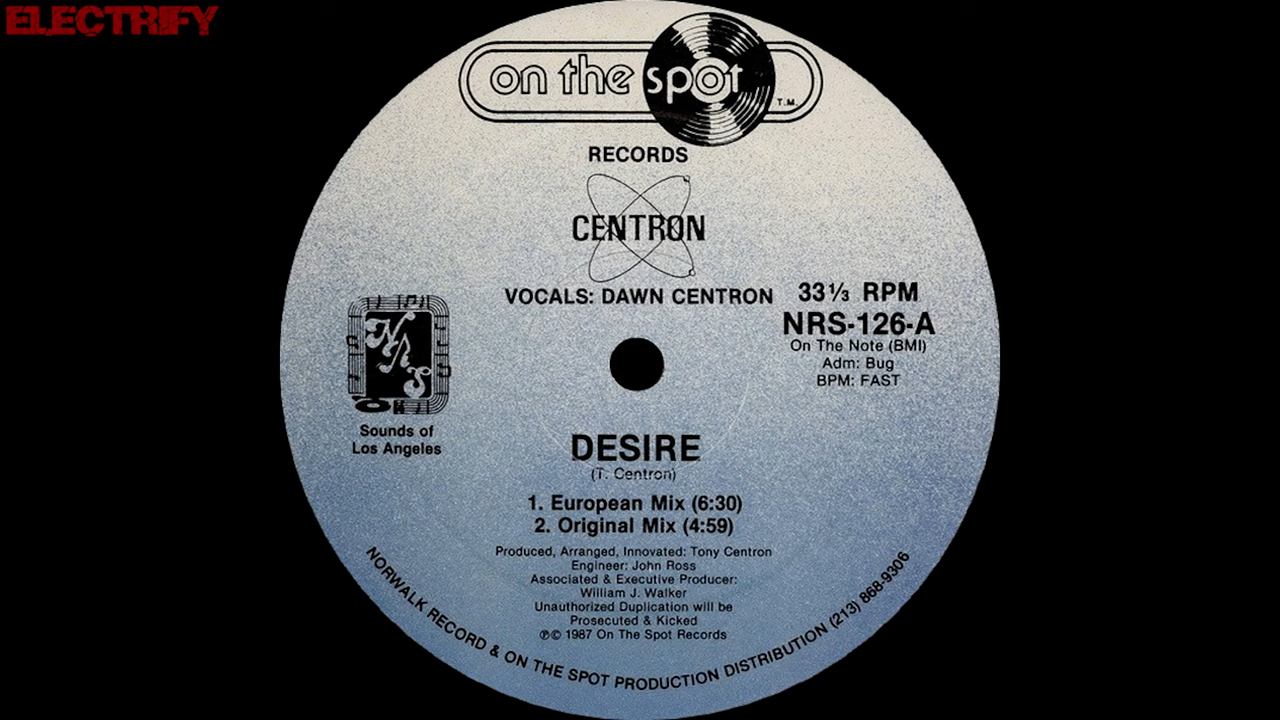 ELECTRIFY
on the spot
T.M.
RECORDS
CENTRON
VOCALS: DAWN CENTRON
33⅓ RPM
NRS-126-A
On The Note (BMI)
Adm: Bug
BPM: FAST
NRS
Sounds of
Los Angeles
DESIRE
(T. Centron)
1. European Mix (6:30)
2. Original Mix (4:59)
Produced, Arranged, Innovated: Tony Centron
Engineer: John Ross
Associated & Executive Producer:
William J. Walker
Unauthorized Duplication will be
Prosecuted & Kicked
℗© 1987 On The Spot Records
NORWALK RECORD & ON THE SPOT PRODUCTION DISTRIBUTION (213) 868-9306